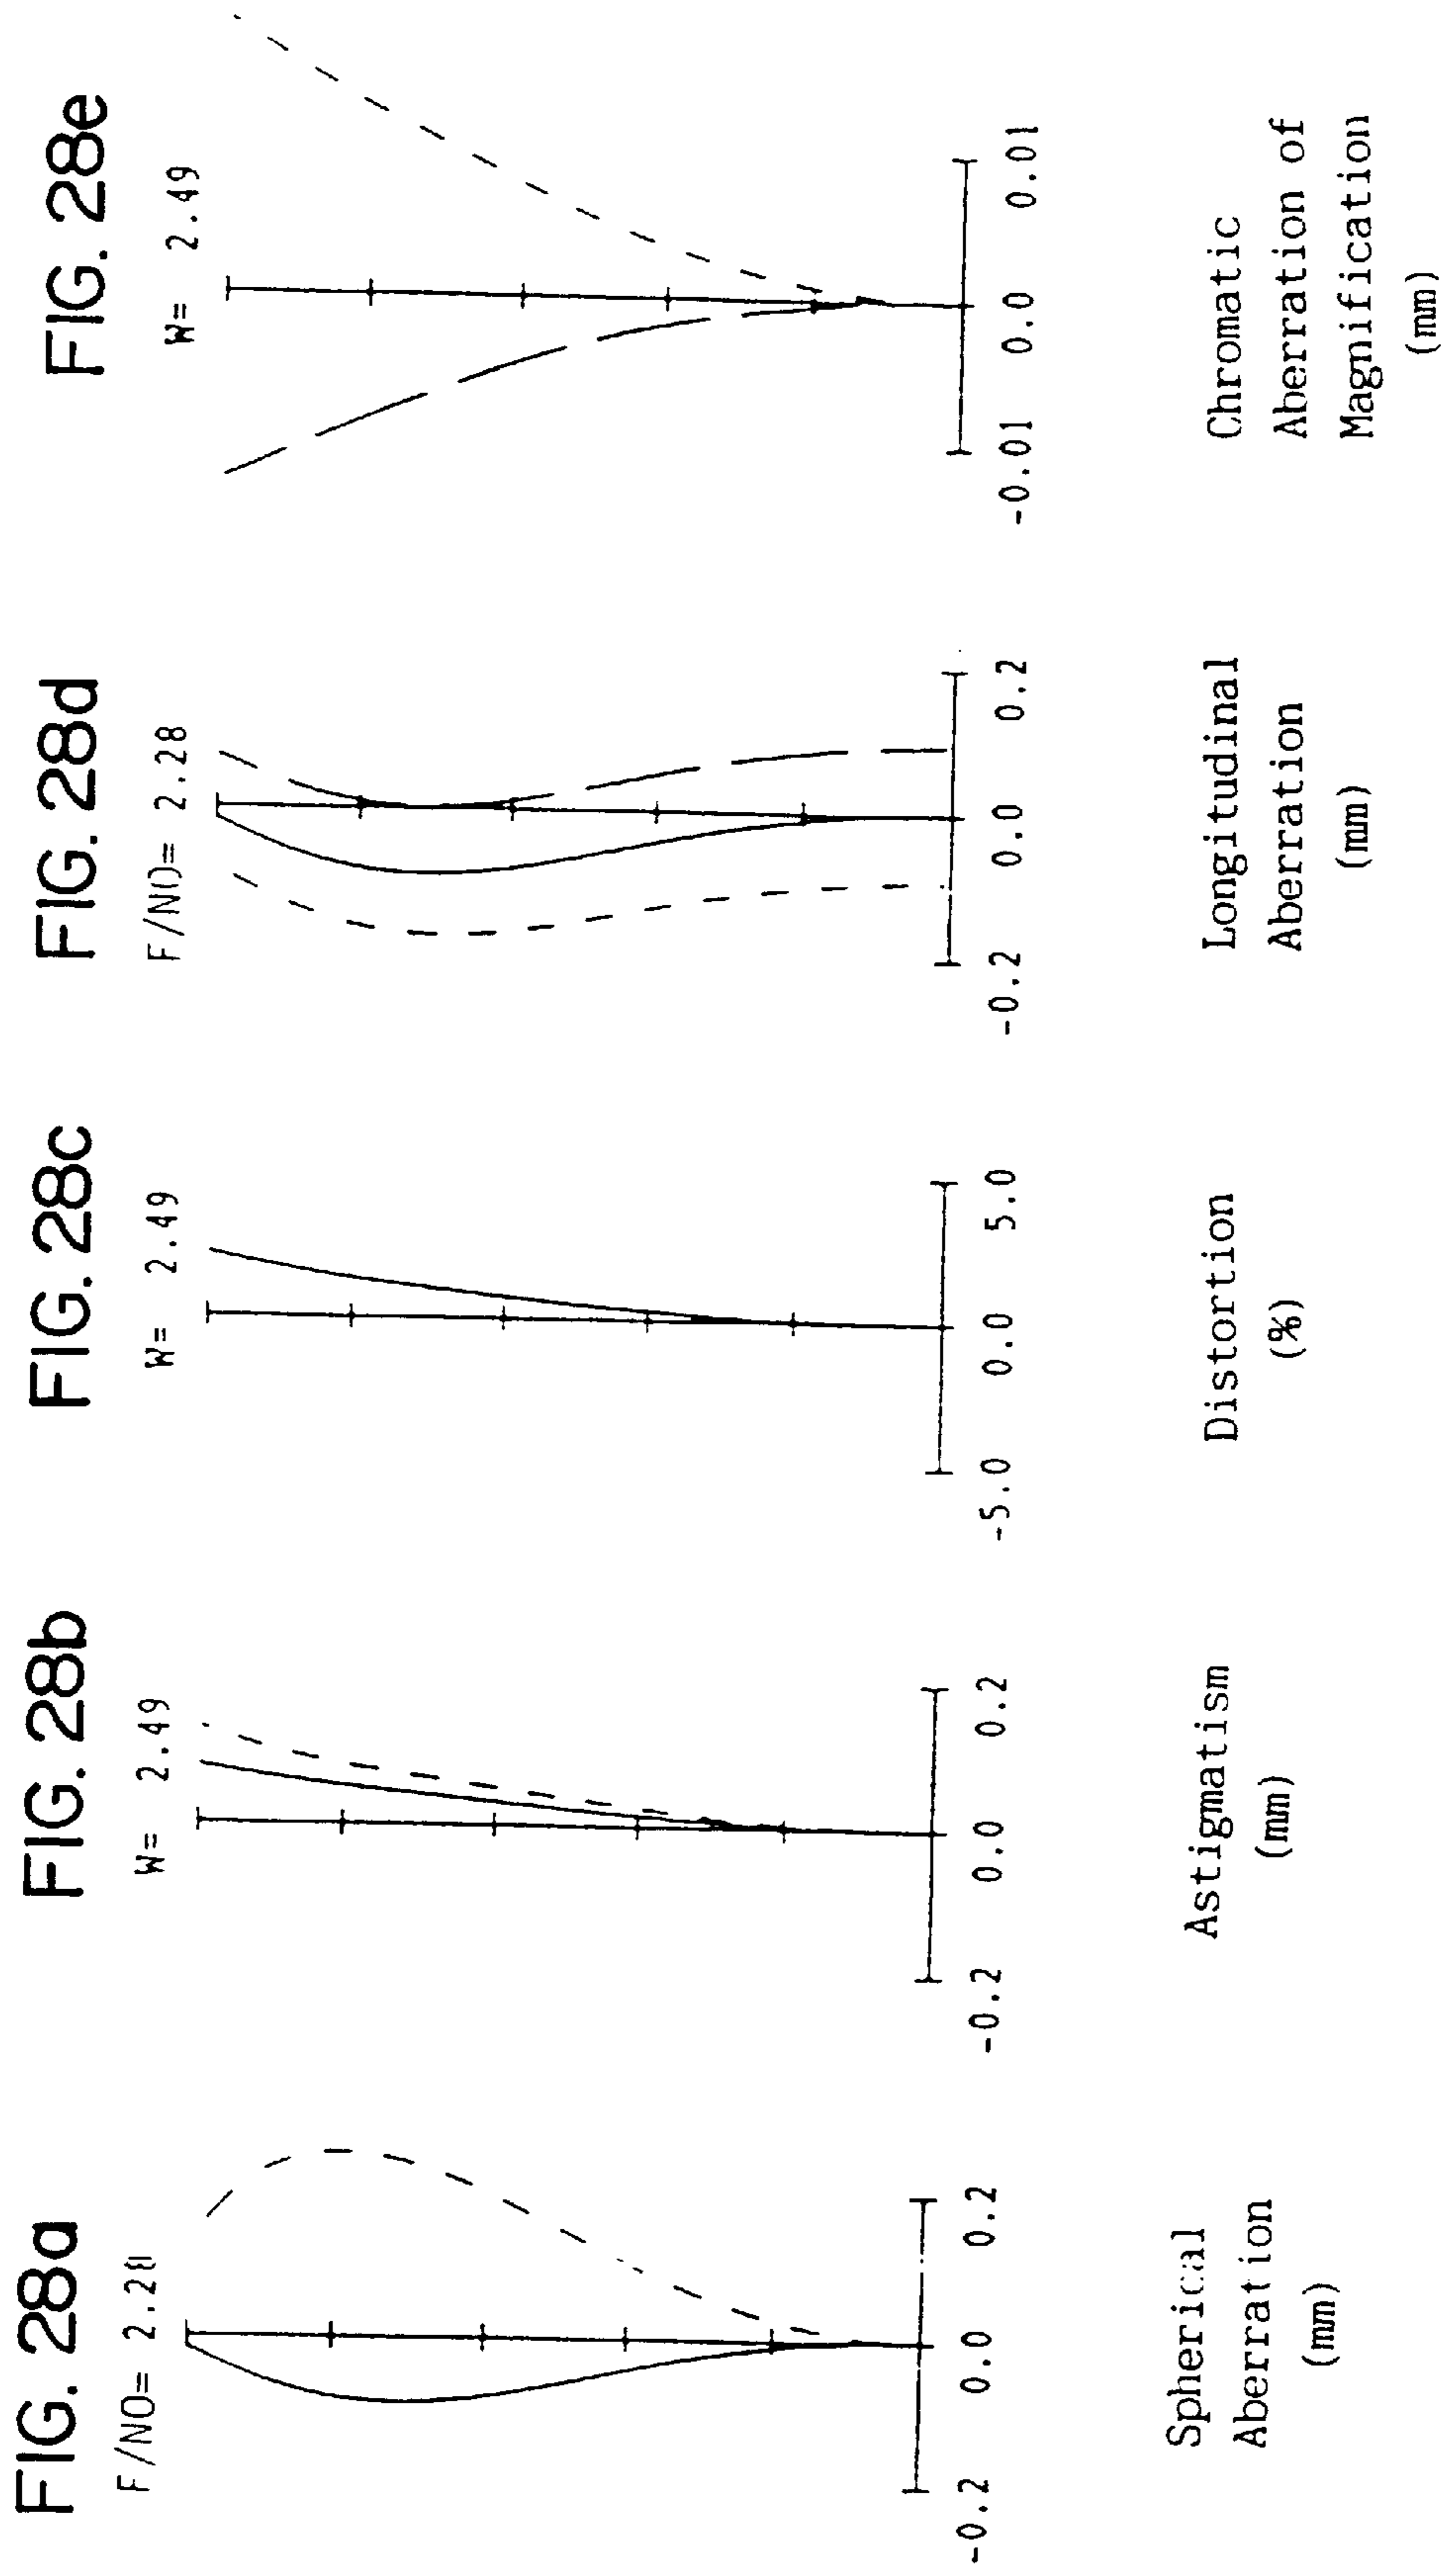 FIG. 28a
F/NO= 2.28
-0.2 0.0 0.2
Spherical
Aberration
(mm)
FIG. 28b
W= 2.49
-0.2 0.0 0.2
Astigmatism
(mm)
FIG. 28c
W= 2.49
-5.0 0.0 5.0
Distortion
(%)
FIG. 28d
F/NO= 2.28
-0.2 0.0 0.2
Longitudinal
Aberration
(mm)
FIG. 28e
W= 2.49
-0.01 0.0 0.01
Chromatic
Aberration of
Magnification
(mm)